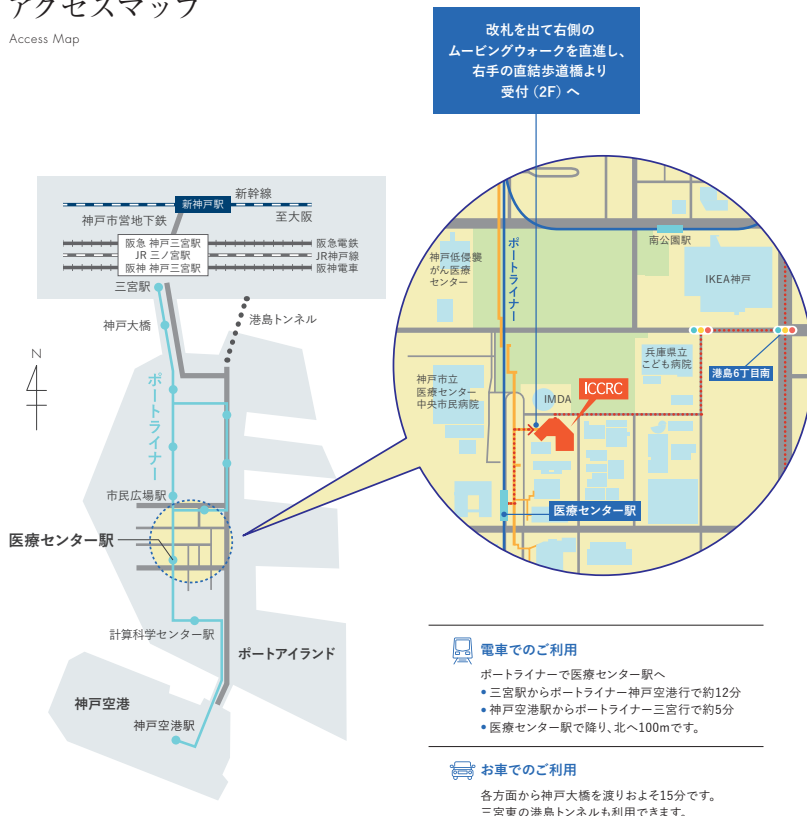 アクセスマップ
Access Map
改札を出て右側の
ムービングウォークを直進し、
右手の直結歩道橋より
受付（2F）へ
新幹線
新神戸駅
神戸市営地下鉄
至大阪
阪急 神戸三宮駅
阪急電鉄
JR 三ノ宮駅
JR神戸線
阪神 神戸三宮駅
阪神電車
三宮駅
神戸大橋
港島トンネル
N
ポートライナー
市民広場駅
医療センター駅
計算科学センター駅
ポートアイランド
神戸空港
神戸空港駅
ポートライナー
南公園駅
神戸低侵襲
がん医療
センター
IKEA神戸
兵庫県立
こども病院
港島6丁目南
神戸市立
医療センター
中央市民病院
IMDA
ICCRC
医療センター駅
電車でのご利用
ポートライナーで医療センター駅へ
• 三宮駅からポートライナー神戸空港行で約12分
• 神戸空港駅からポートライナー三宮行で約5分
• 医療センター駅で降り、北へ100mです。
お車でのご利用
各方面から神戸大橋を渡りおよそ15分です。
三宮東の港島トンネルも利用できます。